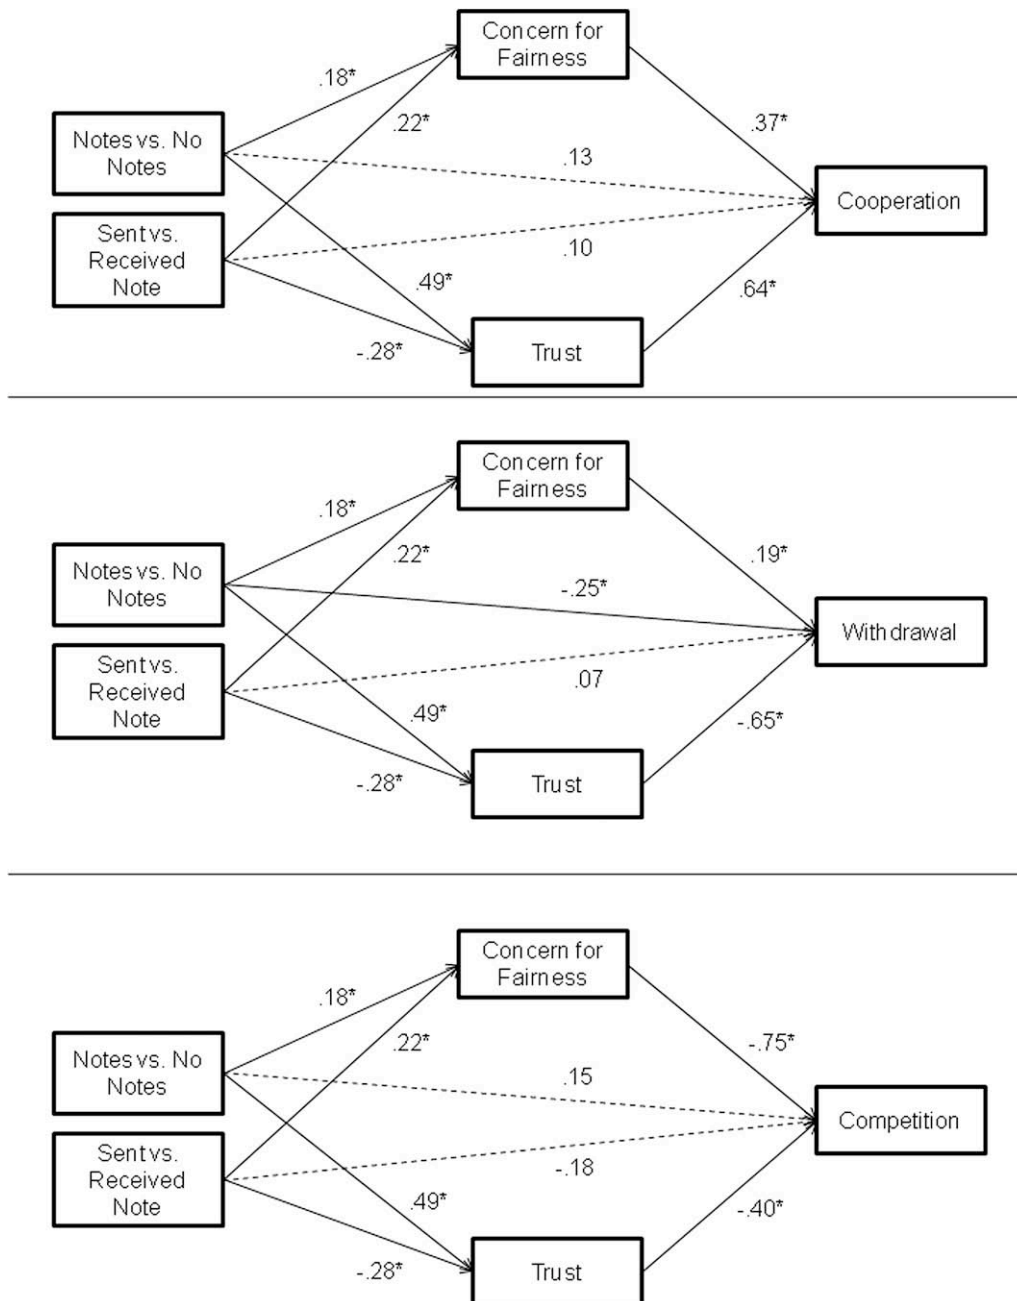 Concern for
Fairness
.18*
.22*
Notes vs. No
Notes
.13
.37*
Cooperation
Sent vs.
Received
Note
.10
.49*
.64*
-.28*
Trust
Concern for
Fairness
.18*
.22*
Notes vs. No
Notes
-.25*
.19*
Withdrawal
Sent vs.
Received
Note
.07
.49*
-.65*
-.28*
Trust
Concern for
Fairness
.18*
.22*
Notes vs. No
Notes
.15
-.75*
Competition
Sent vs.
Received
Note
-.18
.49*
-.40*
-.28*
Trust